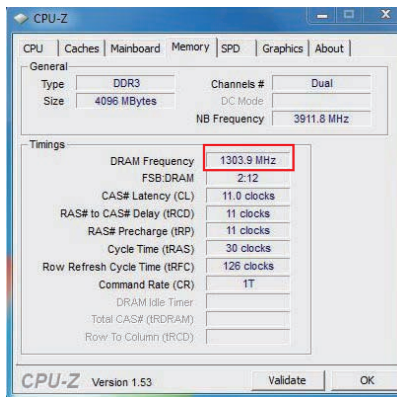 CPU-Z
CPU Caches Mainboard Memory SPD Graphics About
General
Type DDR3 Channels # Dual
Size 4096 MBytes DC Mode
NB Frequency 3911.8 MHz
Timings
DRAM Frequency 1303.9 MHz
FSB:DRAM 2:12
CAS# Latency (CL) 11.0 clocks
RAS# to CAS# Delay (tRCD) 11 clocks
RAS# Precharge (tRP) 11 clocks
Cycle Time (tRAS) 30 clocks
Row Refresh Cycle Time (tRFC) 126 clocks
Command Rate (CR) 1T
DRAM Idle Timer
Total CAS# (tRDRAM)
Row To Column (tRCD)
CPU-Z Version 1.53 Validate OK